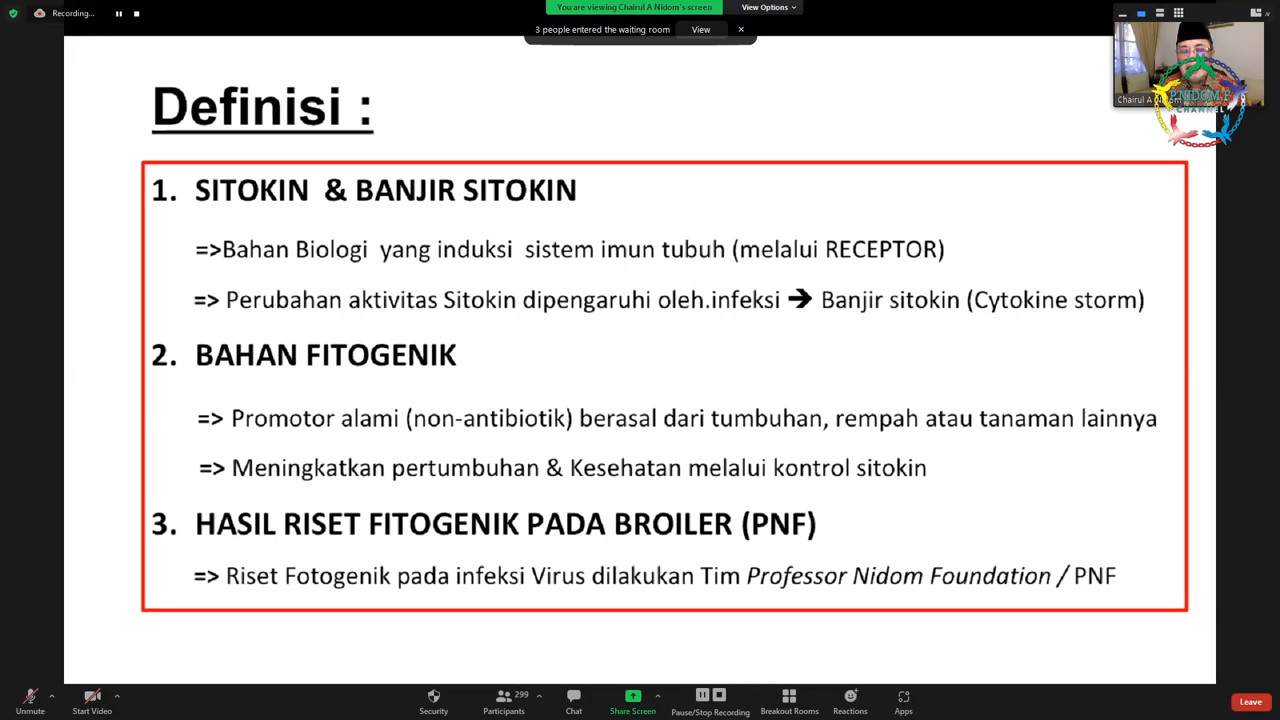 Recording...
You are viewing Chairul A Nidom's screen
View Options
3 people entered the waiting room
View
Definisi :
Chairul A
P.NIDOM.F
CHANNEL
1. SITOKIN & BANJIR SITOKIN
=>Bahan Biologi yang induksi sistem imun tubuh (melalui RECEPTOR)
=> Perubahan aktivitas Sitokin dipengaruhi oleh.infeksi ➔ Banjir sitokin (Cytokine storm)
2. BAHAN FITOGENIK
=> Promotor alami (non-antibiotik) berasal dari tumbuhan, rempah atau tanaman lainnya
=> Meningkatkan pertumbuhan & Kesehatan melalui kontrol sitokin
3. HASIL RISET FITOGENIK PADA BROILER (PNF)
=> Riset Fotogenik pada infeksi Virus dilakukan Tim Professor Nidom Foundation / PNF
Unmute
Start Video
Security
Participants
299
Chat
Share Screen
Pause/Stop Recording
Breakout Rooms
Reactions
Apps
Leave